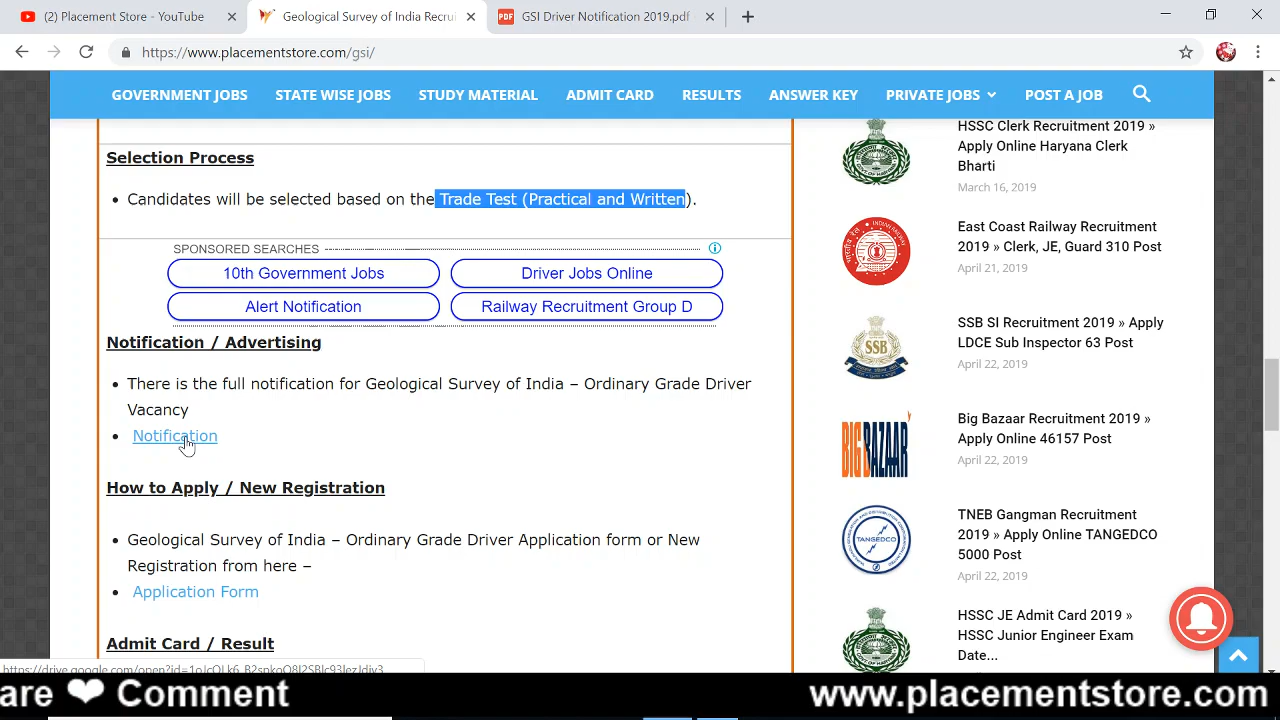 (2) Placement Store - YouTube
Geological Survey of India Recrui
PDF
GSI Driver Notification 2019.pdf
https://www.placementstore.com/gsi/
GOVERNMENT JOBS
STATE WISE JOBS
STUDY MATERIAL
ADMIT CARD
RESULTS
ANSWER KEY
PRIVATE JOBS
POST A JOB
Selection Process
• Candidates will be selected based on the Trade Test (Practical and Written).
SPONSORED SEARCHES
10th Government Jobs
Driver Jobs Online
Alert Notification
Railway Recruitment Group D
Notification / Advertising
• There is the full notification for Geological Survey of India – Ordinary Grade Driver
Vacancy
• Notification
How to Apply / New Registration
• Geological Survey of India – Ordinary Grade Driver Application form or New
Registration from here –
• Application Form
Admit Card / Result
HSSC Clerk Recruitment 2019 »
Apply Online Haryana Clerk
Bharti
March 16, 2019
East Coast Railway Recruitment
2019 » Clerk, JE, Guard 310 Post
April 21, 2019
SSB SI Recruitment 2019 » Apply
LDCE Sub Inspector 63 Post
April 22, 2019
SSB
Big Bazaar Recruitment 2019 »
Apply Online 46157 Post
April 22, 2019
BIG BAZAAR
TNEB Gangman Recruitment
2019 » Apply Online TANGEDCO
5000 Post
April 22, 2019
TANGEDCO
HSSC JE Admit Card 2019 »
HSSC Junior Engineer Exam
Date...
are ❤ Comment
www.placementstore.com